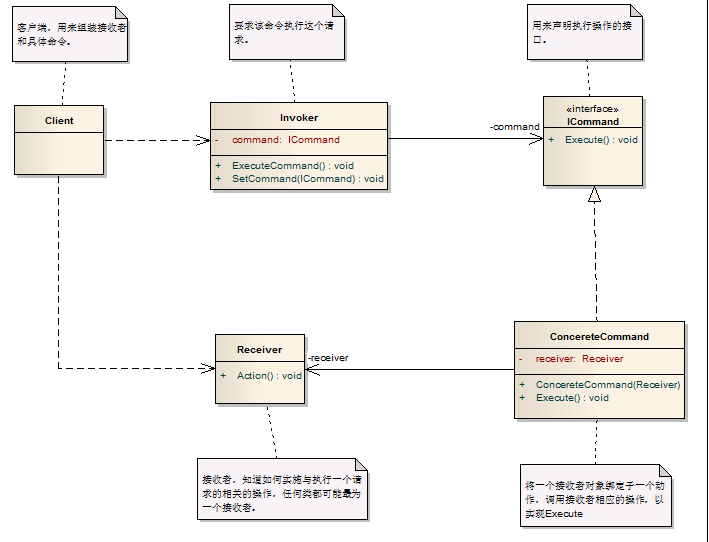 客户端，用来组装接收者
和具体命令。
要求该命令执行这个请
求。
用来声明执行操作的接
口。
Client
Invoker
- command: ICommand
+ ExecuteCommand() : void
+ SetCommand(ICommand) : void
-command
«interface»
ICommand
+ Execute() : void
Receiver
+ Action() : void
-receiver
ConcereteCommand
- receiver: Receiver
+ ConcereteCommand(Receiver)
+ Execute() : void
接收者，知道如何实施与执行一个请
求的相关的操作，任何类都可能最为
一个接收者。
将一个接收者对象绑定于一个动
作，调用接收者相应的操作，以
实现Execute